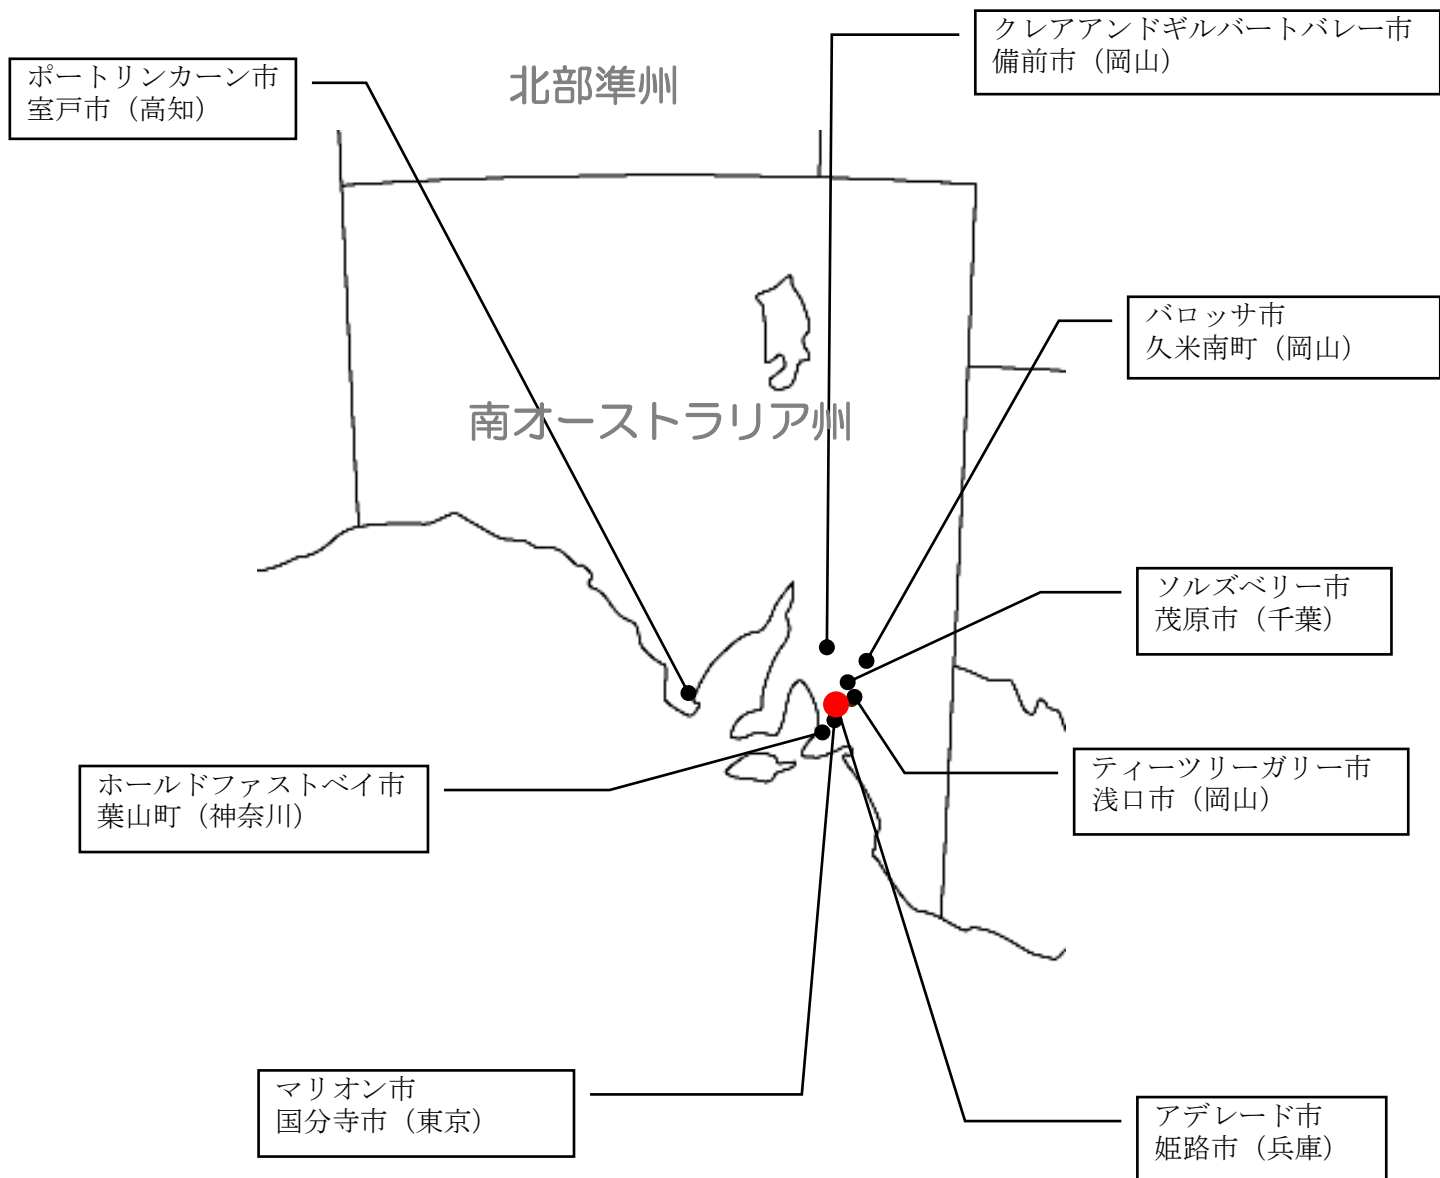 クレアアンドギルバートバレー市
備前市（岡山）
ポートリンカーン市
室戸市（高知）
北部準州
バロッサ市
久米南町（岡山）
南オーストラリア州
ソルズベリー市
茂原市（千葉）
ティーツリーガリー市
浅口市（岡山）
ホールドファストベイ市
葉山町（神奈川）
マリオン市
国分寺市（東京）
アデレード市
姫路市（兵庫）